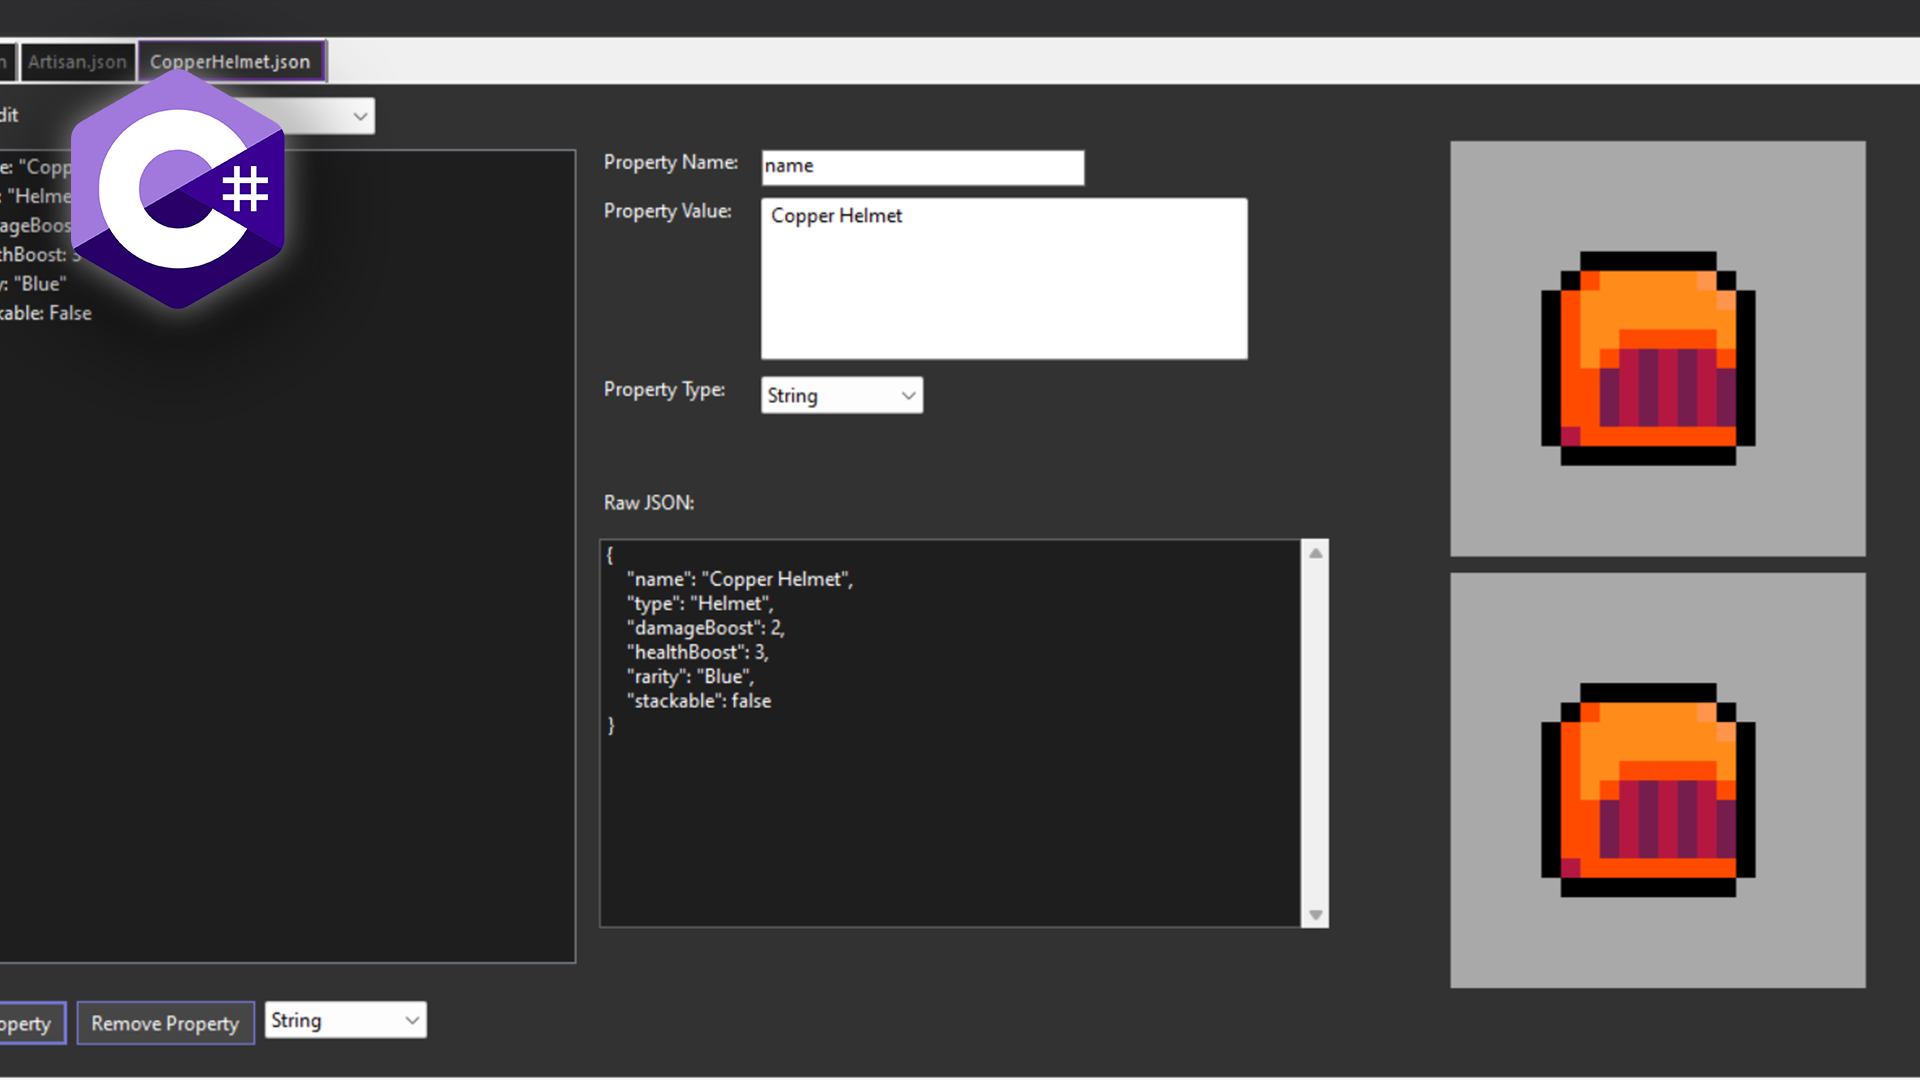 Artisan.json
CopperHelmet.json
dit
e: "Copp
: "Helme
ageBoos
thBoost: 3
y: "Blue"
kable: False
Property Name:
name
Property Value:
Copper Helmet
Property Type:
String
Raw JSON:
{
"name": "Copper Helmet",
"type": "Helmet",
"damageBoost": 2,
"healthBoost": 3,
"rarity": "Blue",
"stackable": false
}
operty
Remove Property
String
C#